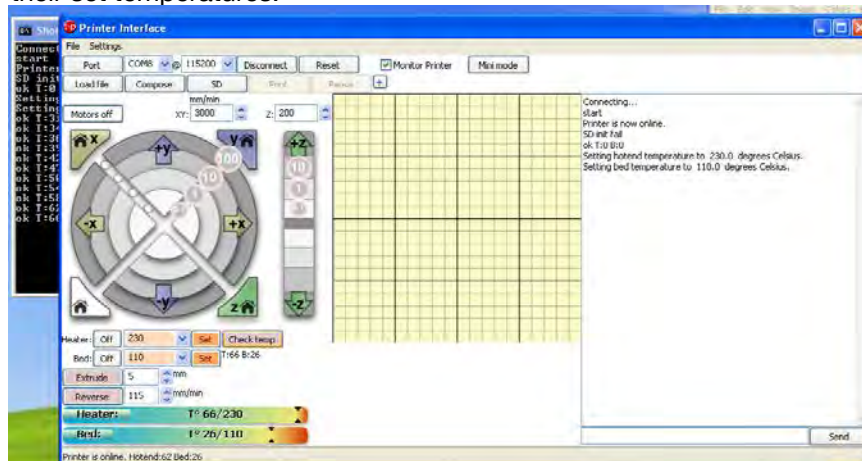 their set temperatures.
Printer Interface
File Settings
Port COM8 @ 115200 Disconnect Reset Monitor Printer Mini mode
Load file Compose SD Print Pause +
Motors off mm/min XY: 3000 Z: 200
x +y y +z
100
10 10
1 1
-x +x
-y z -z
Heater: Off 230 Set Check temp
Bed: Off 110 Set T:66 B:26
Extrude 5 mm
Reverse 115 mm/min
Heater: T° 66/230
Bed: T° 26/110
Printer is online. Hotend:62 Bed:26
Connecting...
start
Printer is now online.
SD init fail
ok T:0 B:0
Setting hotend temperature to 230.0 degrees Celsius.
Setting bed temperature to 110.0 degrees Celsius.
Send
Connect
start
Printer
SD init
ok T:0
Setting
Setting